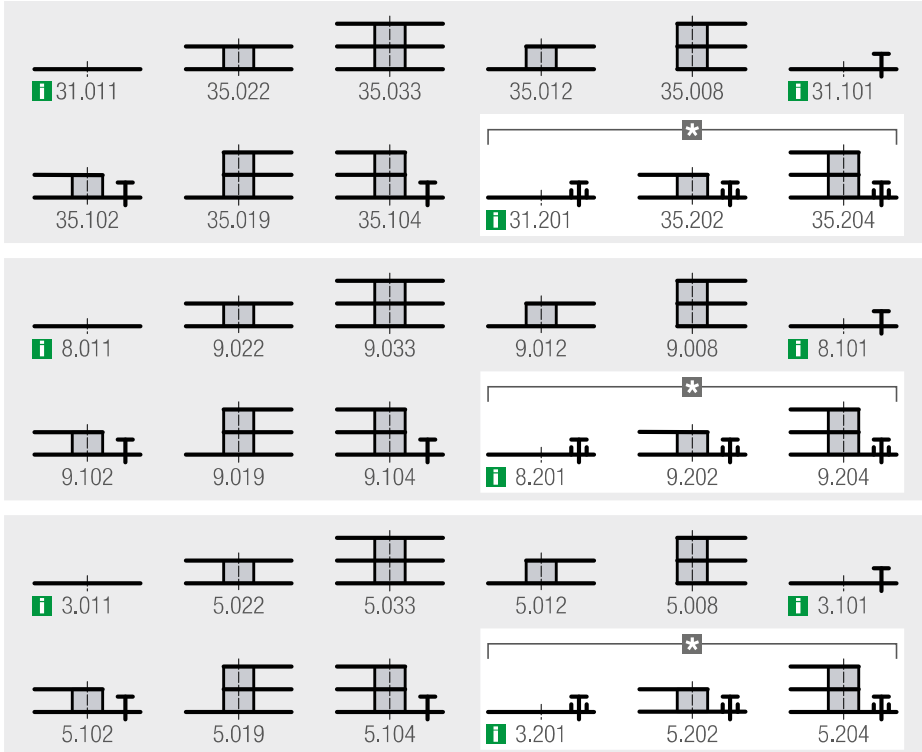 i 31.011 35.022 35.033 35.012 35.008 i 31.101
*
35.102 35.019 35.104 i 31.201 35.202 35.204
i 8.011 9.022 9.033 9.012 9.008 i 8.101
*
9.102 9.019 9.104 i 8.201 9.202 9.204
i 3.011 5.022 5.033 5.012 5.008 i 3.101
*
5.102 5.019 5.104 i 3.201 5.202 5.204